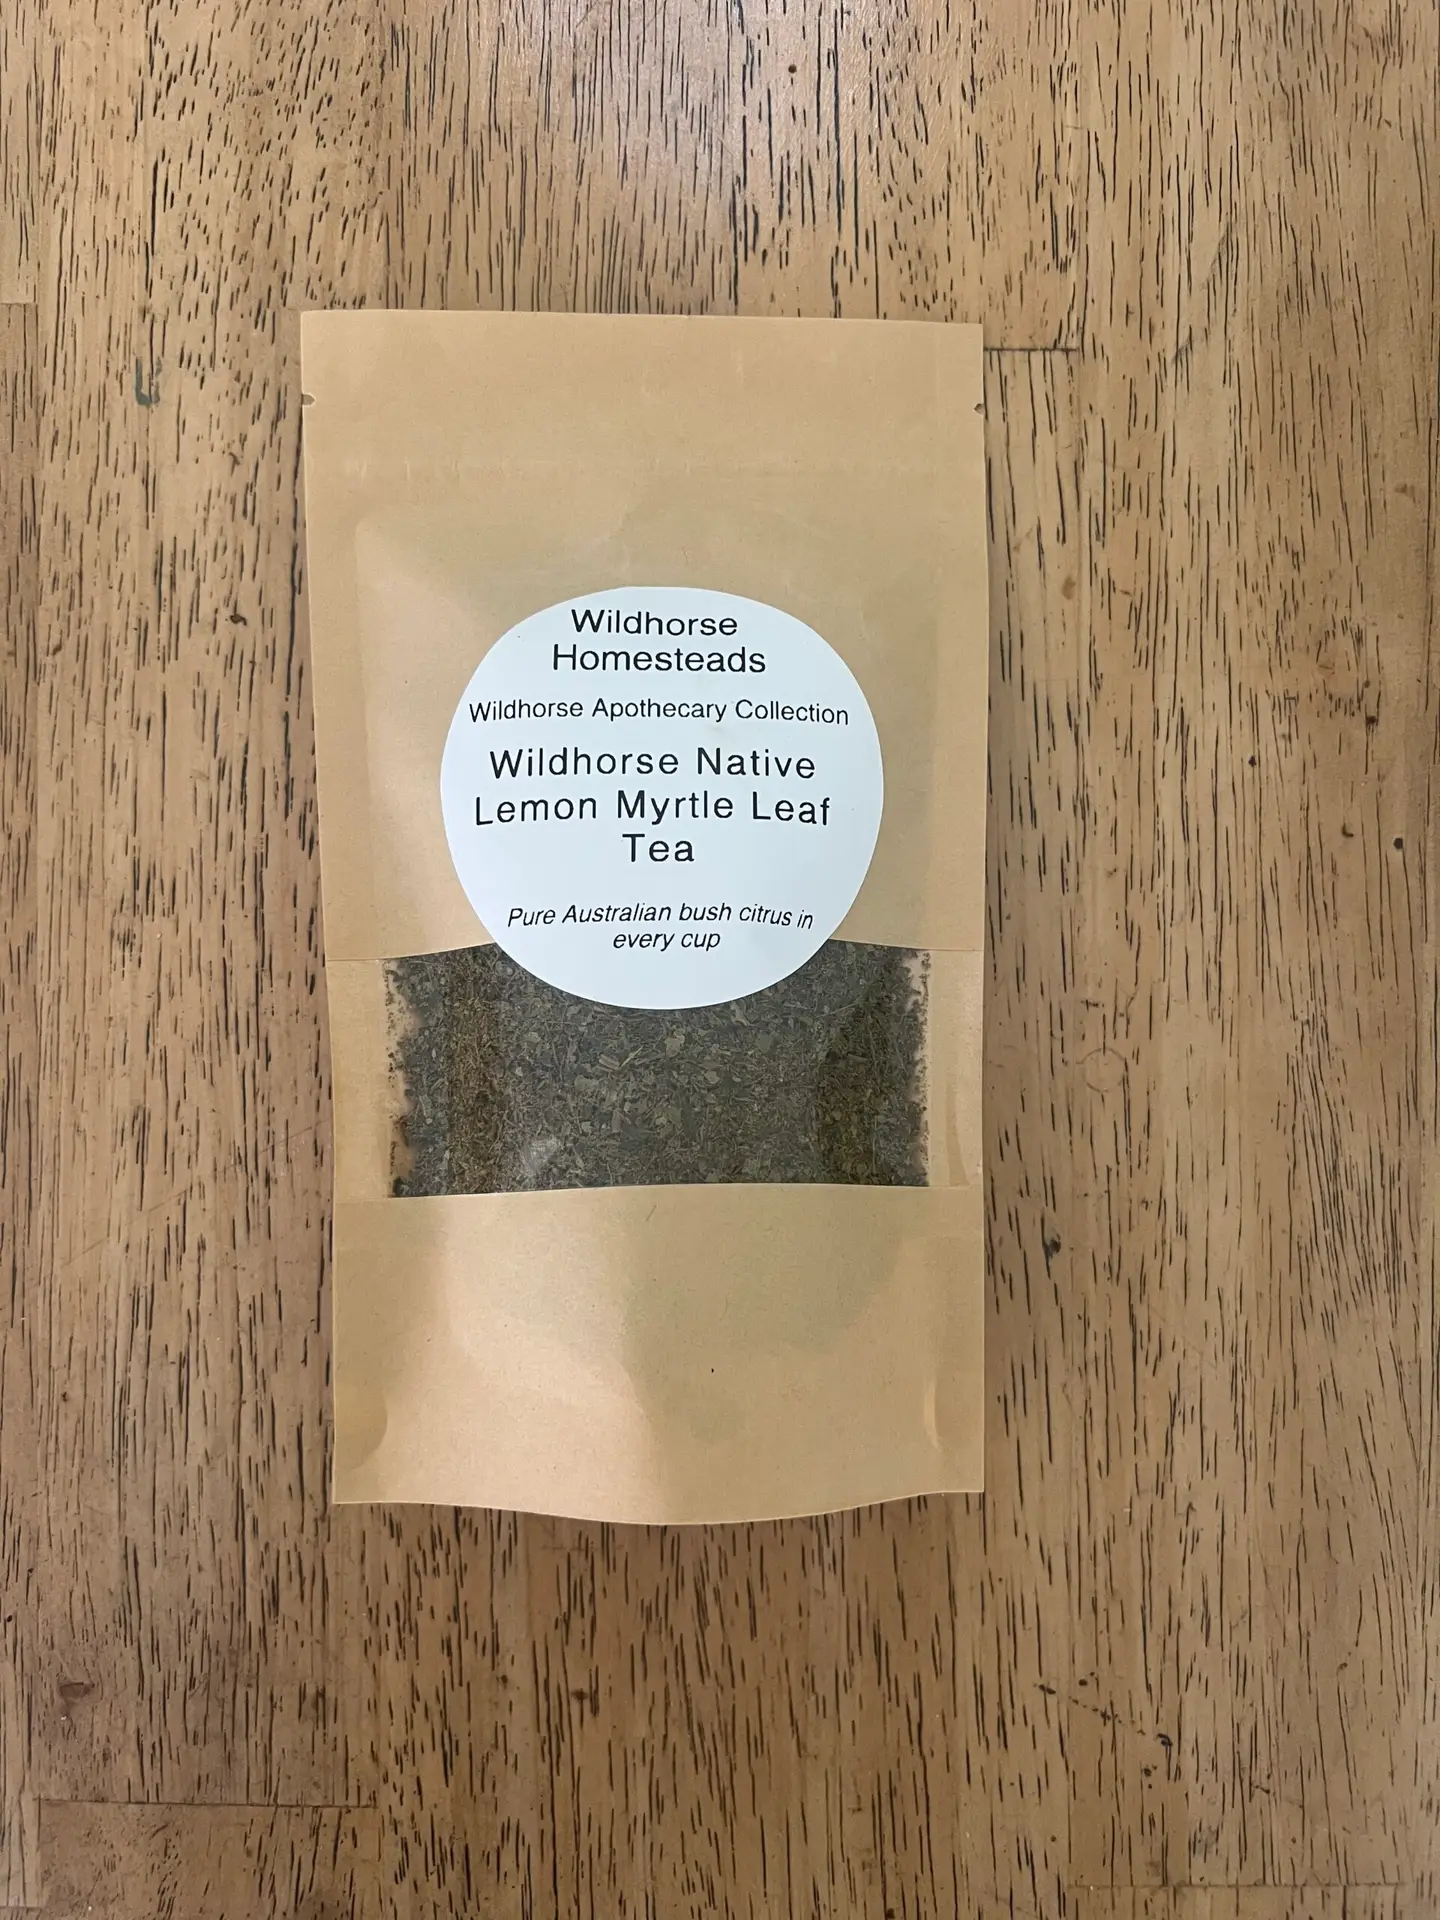 Wildhorse
Homesteads
Wildhorse Apothecary Collection
Wildhorse Native
Lemon Myrtle Leaf
Tea
Pure Australian bush citrus in
every cup